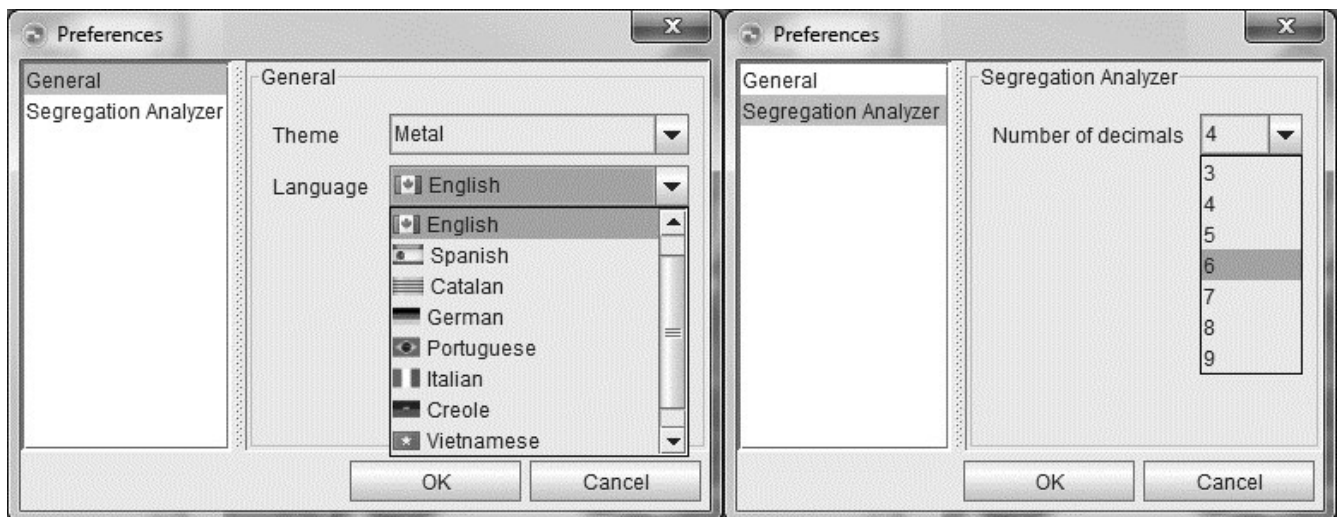 Preferences
General
Segregation Analyzer
General
Theme
Metal
Language
English
English
Spanish
Catalan
German
Portuguese
Italian
Creole
Vietnamese
OK
Cancel
Preferences
General
Segregation Analyzer
Segregation Analyzer
Number of decimals
4
3
4
5
6
7
8
9
OK
Cancel